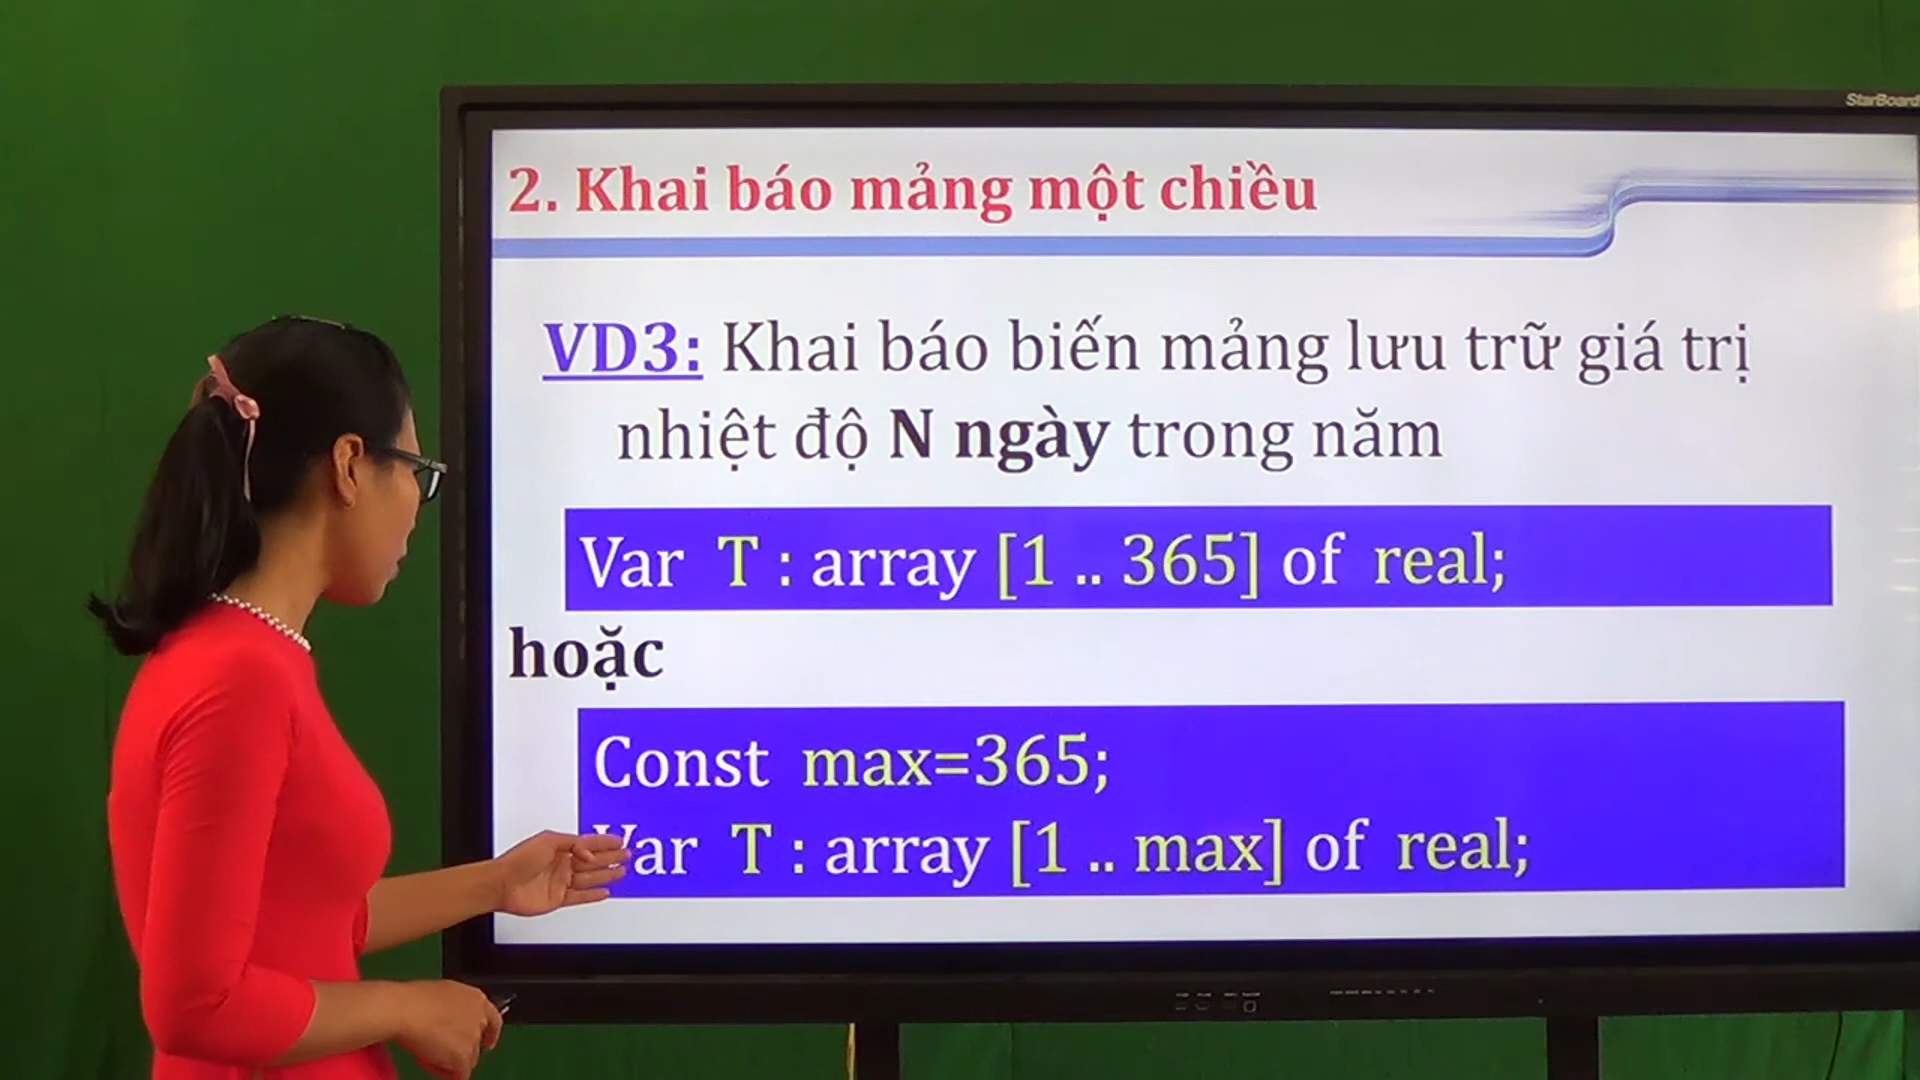 StarBoard
2. Khai báo mảng một chiều
VD3: Khai báo biến mảng lưu trữ giá trị
nhiệt độ N ngày trong năm
Var T : array [1 .. 365] of real;
hoặc
Const max=365;
Var T : array [1 .. max] of real;